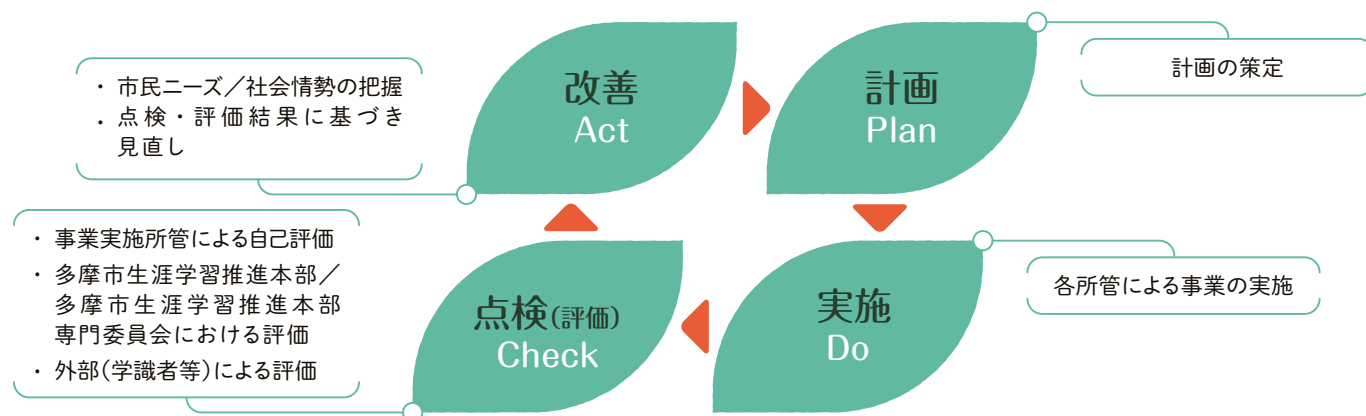 ・ 市民ニーズ／社会情勢の把握
・ 点検・評価結果に基づき
見直し
改善
Act
計画
Plan
計画の策定
・ 事業実施所管による自己評価
・ 多摩市生涯学習推進本部／
多摩市生涯学習推進本部
専門委員会における評価
・ 外部（学識者等）による評価
点検（評価）
Check
実施
Do
各所管による事業の実施